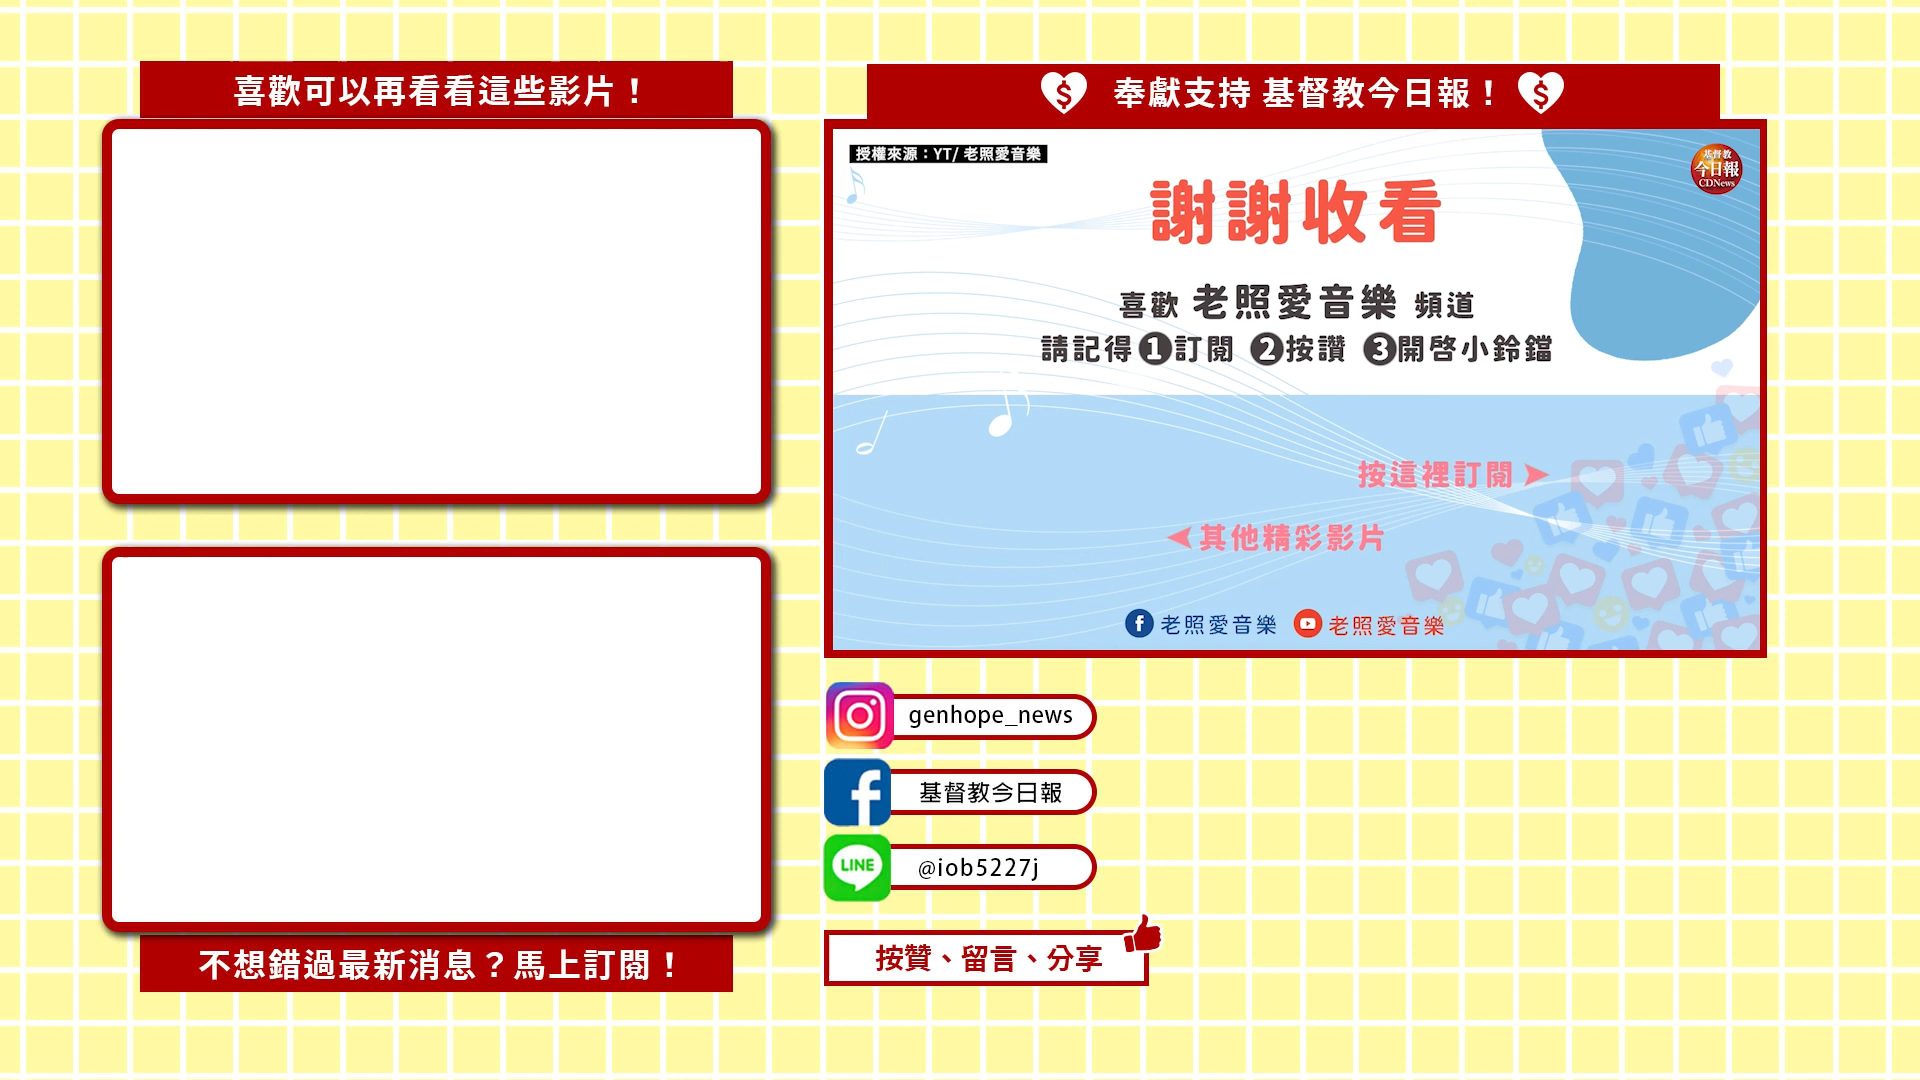 喜歡可以再看看這些影片！
不想錯過最新消息？馬上訂閱！
奉獻支持 基督教今日報！
授權來源：YT/ 老照愛音樂
基督教
今日報
CDNews
謝謝收看
喜歡 老照愛音樂 頻道
請記得❶訂閱 ❷按讚 ❸開啓小鈴鐺
按這裡訂閱
其他精彩影片
老照愛音樂 老照愛音樂
genhope_news
基督教今日報
LINE @iob5227j
按贊、留言、分享